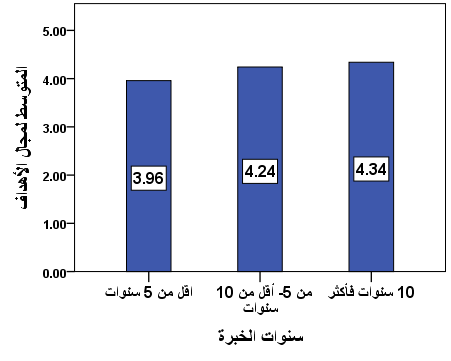 المتوسط لمجال الأهداف
5.00
4.00
3.00
2.00
1.00
0.00
3.96
4.24
4.34
اقل من 5 سنوات
من 5- أقل من 10
سنوات
10 سنوات فأكثر
سنوات الخبرة